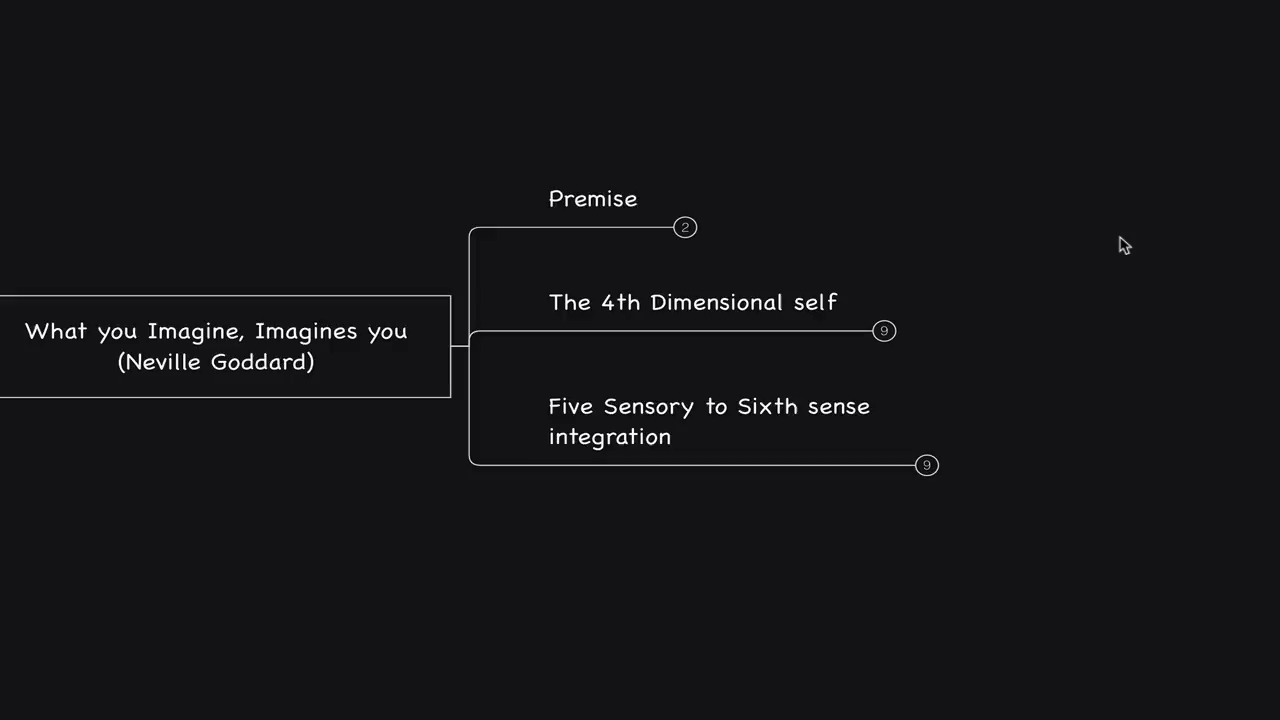 Premise
2
The 4th Dimensional self
9
What you Imagine, Imagines you
(Neville Goddard)
Five Sensory to Sixth sense
integration
9